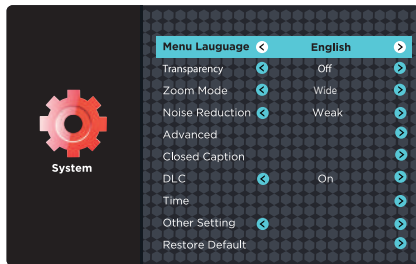 Menu Lauguage English
Transparency Off
Zoom Mode Wide
Noise Reduction Weak
Advanced
Closed Caption
DLC On
Time
Other Setting
Restore Default
System